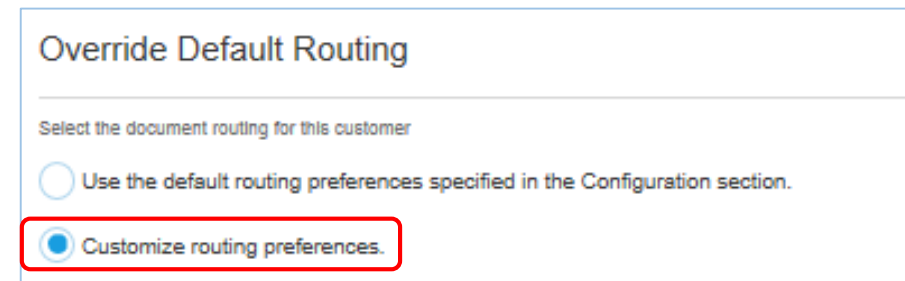 Override Default Routing
Select the document routing for this customer
Use the default routing preferences specified in the Configuration section.
Customize routing preferences.